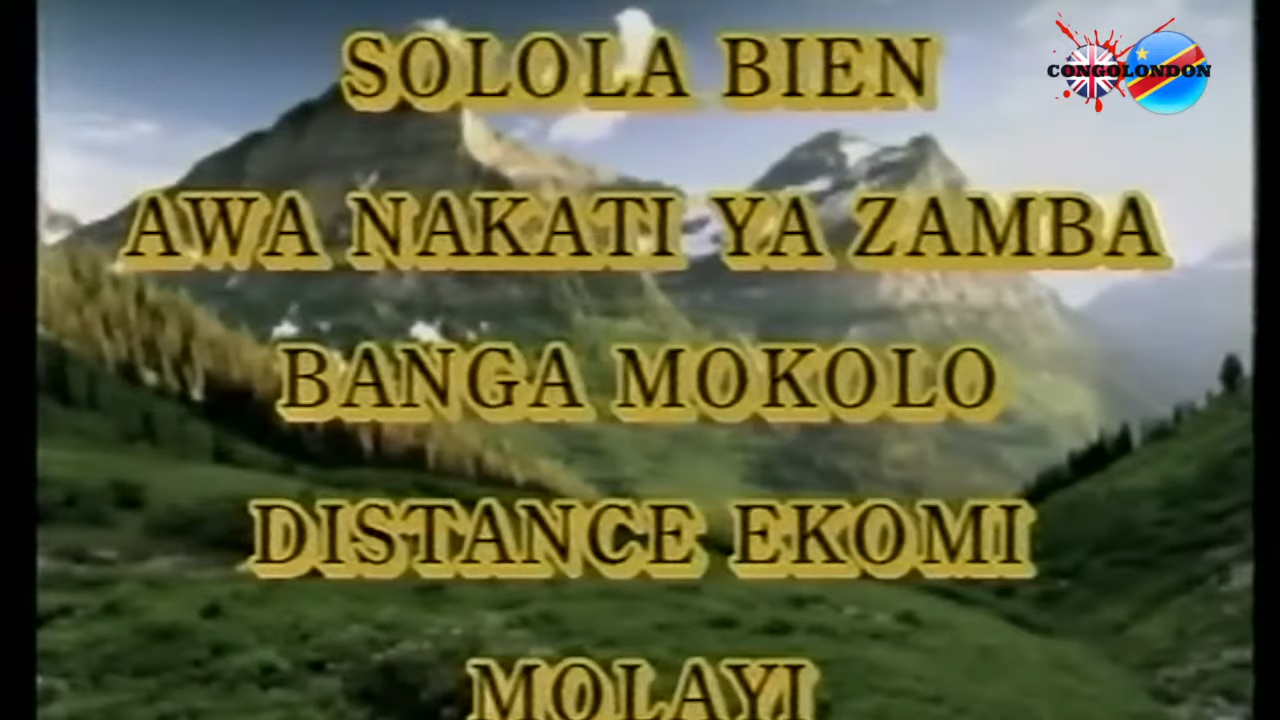 SOLOLA BIEN
CONGOLONDON
AWA NAKATI YA ZAMBA
BANGA MOKOLO
DISTANCE EKOMI
MOLAYI